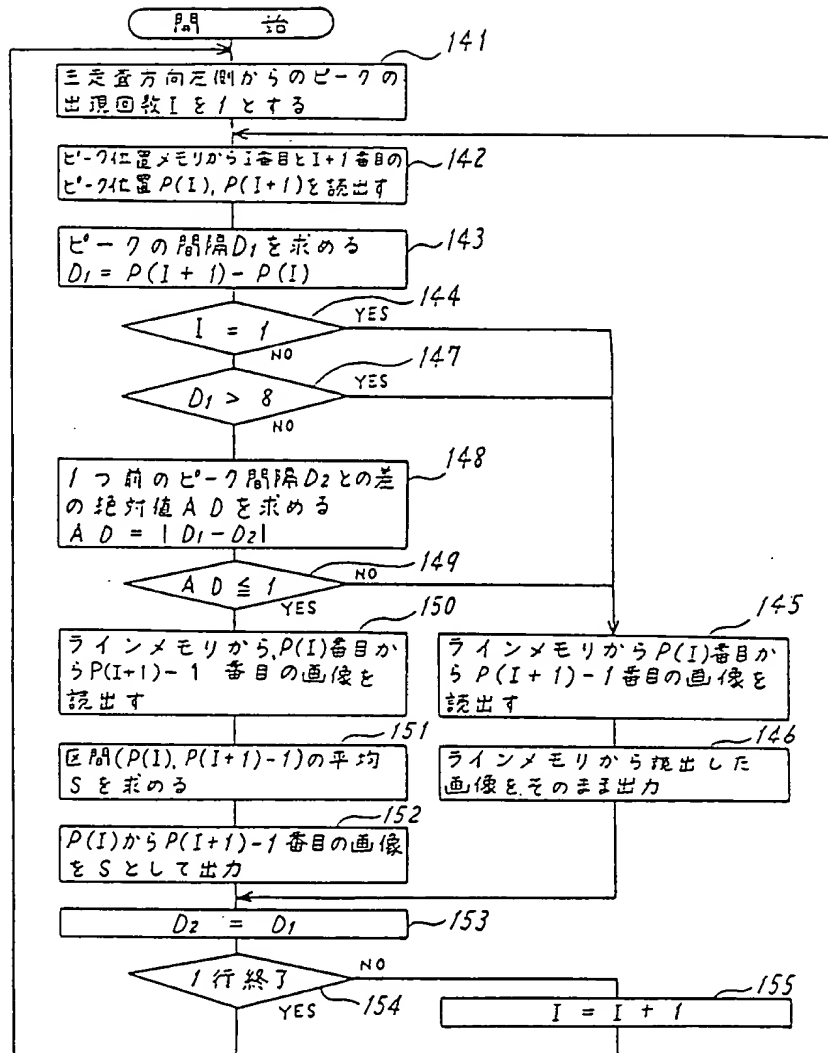 開 始
141
主走査方向左側からのピークの
出現回数Iを1とする
142
ピーク位置メモリからI番目とI+1番目の
ピーク位置P(I),P(I+1)を読出す
143
ピークの間隔D1を求める
D1=P(I+1)-P(I)
144
I=1
YES
NO
147
D1>8
YES
NO
148
1つ前のピーク間隔D2との差
の絶対値ADを求める
AD=|D1-D2|
149
AD≦1
NO
YES
150
ラインメモリから,P(I)番目か
らP(I+1)-1 番目の画像を
読出す
145
ラインメモリからP(I)番目か
らP(I+1)-1番目の画像を
読出す
151
区間(P(I),P(I+1)-1)の平均
Sを求める
146
ラインメモリから読出した
画像をそのまま出力
152
P(I)からP(I+1)-1番目の画像
をSとして出力
153
D2=D1
154
1行終了
NO
YES
155
I=I+1